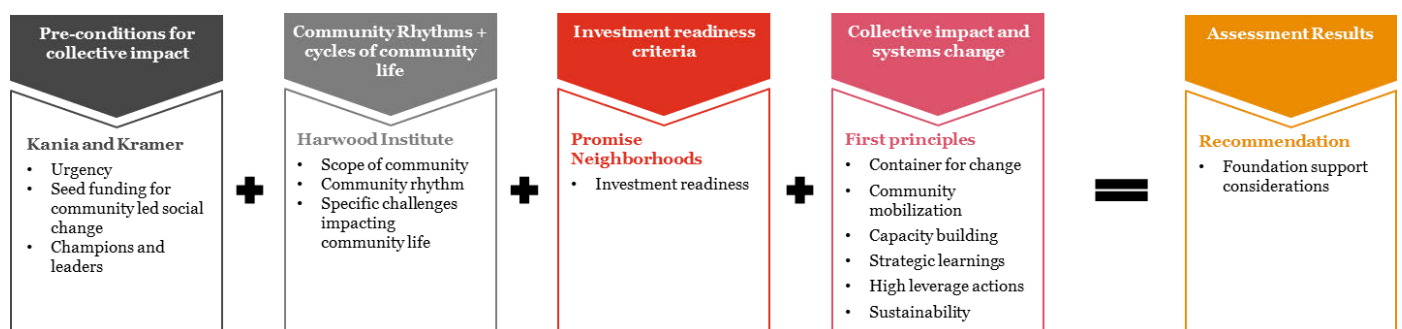 Pre-conditions for
collective impact
Kania and Kramer
• Urgency
• Seed funding for
community led social
change
• Champions and
leaders
Community Rhythms +
cycles of community
life
Harwood Institute
• Scope of community
• Community rhythm
• Specific challenges
impacting
community life
Investment readiness
criteria
Promise
Neighborhoods
• Investment readiness
Collective impact and
systems change
First principles
• Container for change
• Community
mobilization
• Capacity building
• Strategic learnings
• High leverage actions
• Sustainability
Assessment Results
Recommendation
• Foundation support
considerations